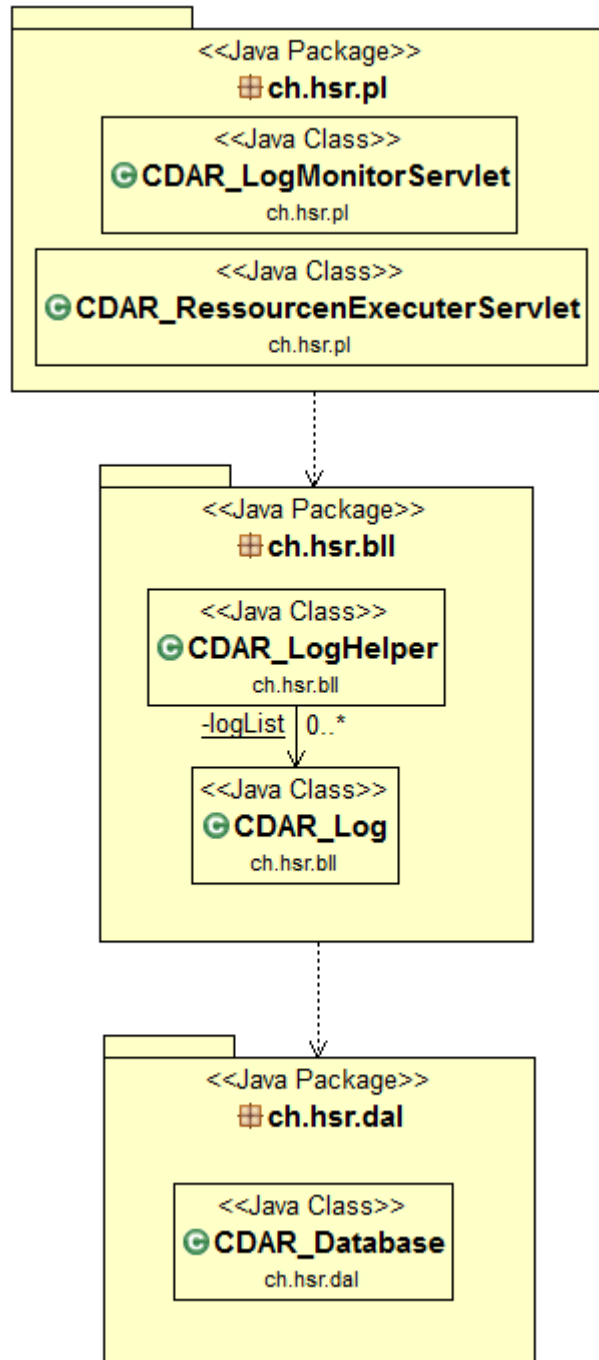 <<Java Package>>
ch.hsr.pl
<<Java Class>>
CDAR_LogMonitorServlet
ch.hsr.pl
<<Java Class>>
CDAR_RessourcenExecuterServlet
ch.hsr.pl
<<Java Package>>
ch.hsr.bll
<<Java Class>>
CDAR_LogHelper
ch.hsr.bll
-logList 0..*
<<Java Class>>
CDAR_Log
ch.hsr.bll
<<Java Package>>
ch.hsr.dal
<<Java Class>>
CDAR_Database
ch.hsr.dal